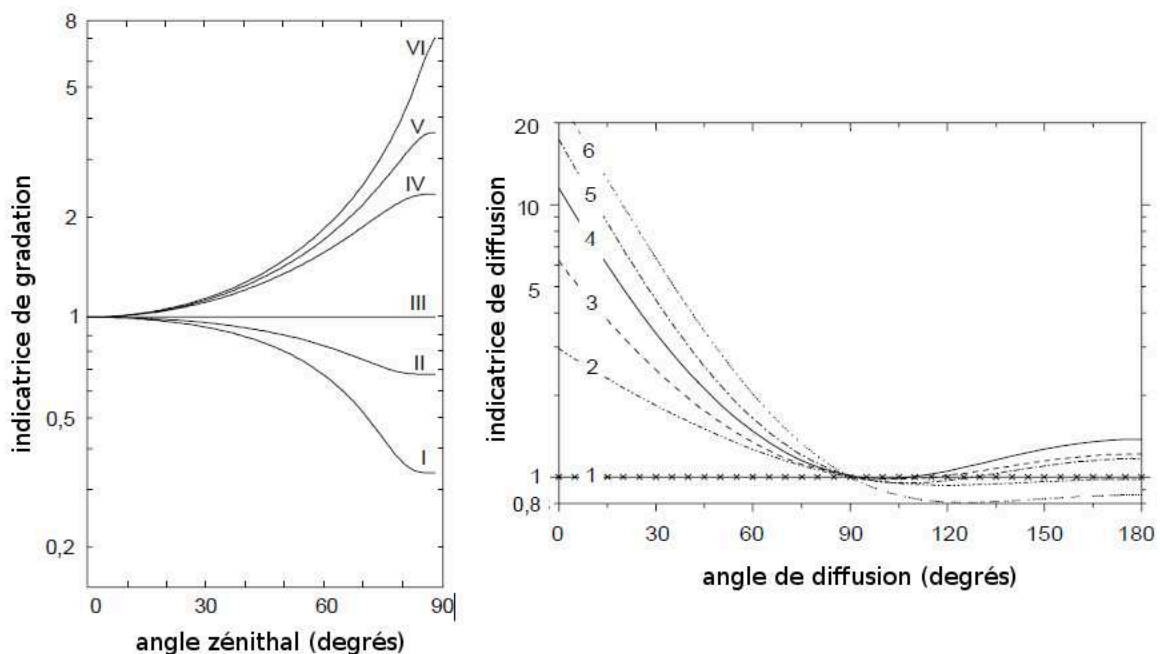 8
5
2
1
0,5
0,2
VI
V
IV
III
II
I
0 30 60 90
angle zénithal (degrés)
indicatrice de gradation
20
10
5
1
0,8
6
5
4
3
2
1
0 30 60 90 120 150 180
angle de diffusion (degrés)
indicatrice de diffusion